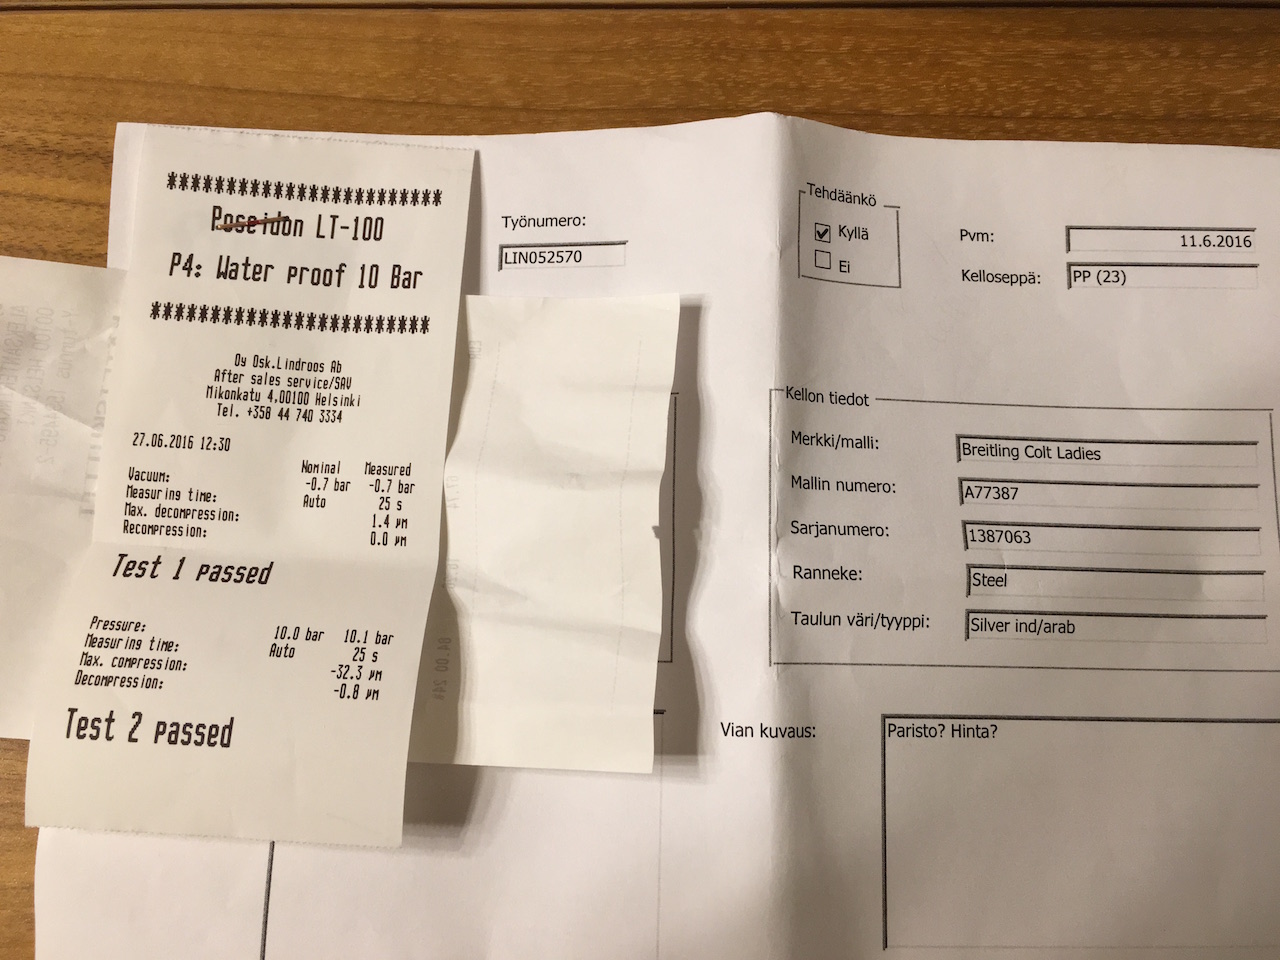 ***********************
Poseidon LT-100
P4: Water proof 10 Bar
***********************
Oy Osk.Lindroos Ab
After sales service/SAV
Mikonkatu 4,00100 Helsinki
Tel. +358 44 740 3334
27.06.2016 12:30
Nominal Measured
Vacuum: -0.7 bar -0.7 bar
Measuring time: Auto 25 s
Max. decompression: 1.4 µm
Recompression: 0.0 µm
Test 1 passed
Pressure: 10.0 bar 10.1 bar
Measuring time: Auto 25 s
Max. compression: -32.3 µm
Decompression: -0.8 µm
Test 2 passed
Työnumero:
LIN052570
Tehdäänkö
Kyllä
Ei
Pvm: 11.6.2016
Kelloseppä: PP (23)
Kellon tiedot
Merkki/malli: Breitling Colt Ladies
Mallin numero: A77387
Sarjanumero: 1387063
Ranneke: Steel
Taulun väri/tyyppi: Silver ind/arab
Vian kuvaus: Paristo? Hinta?